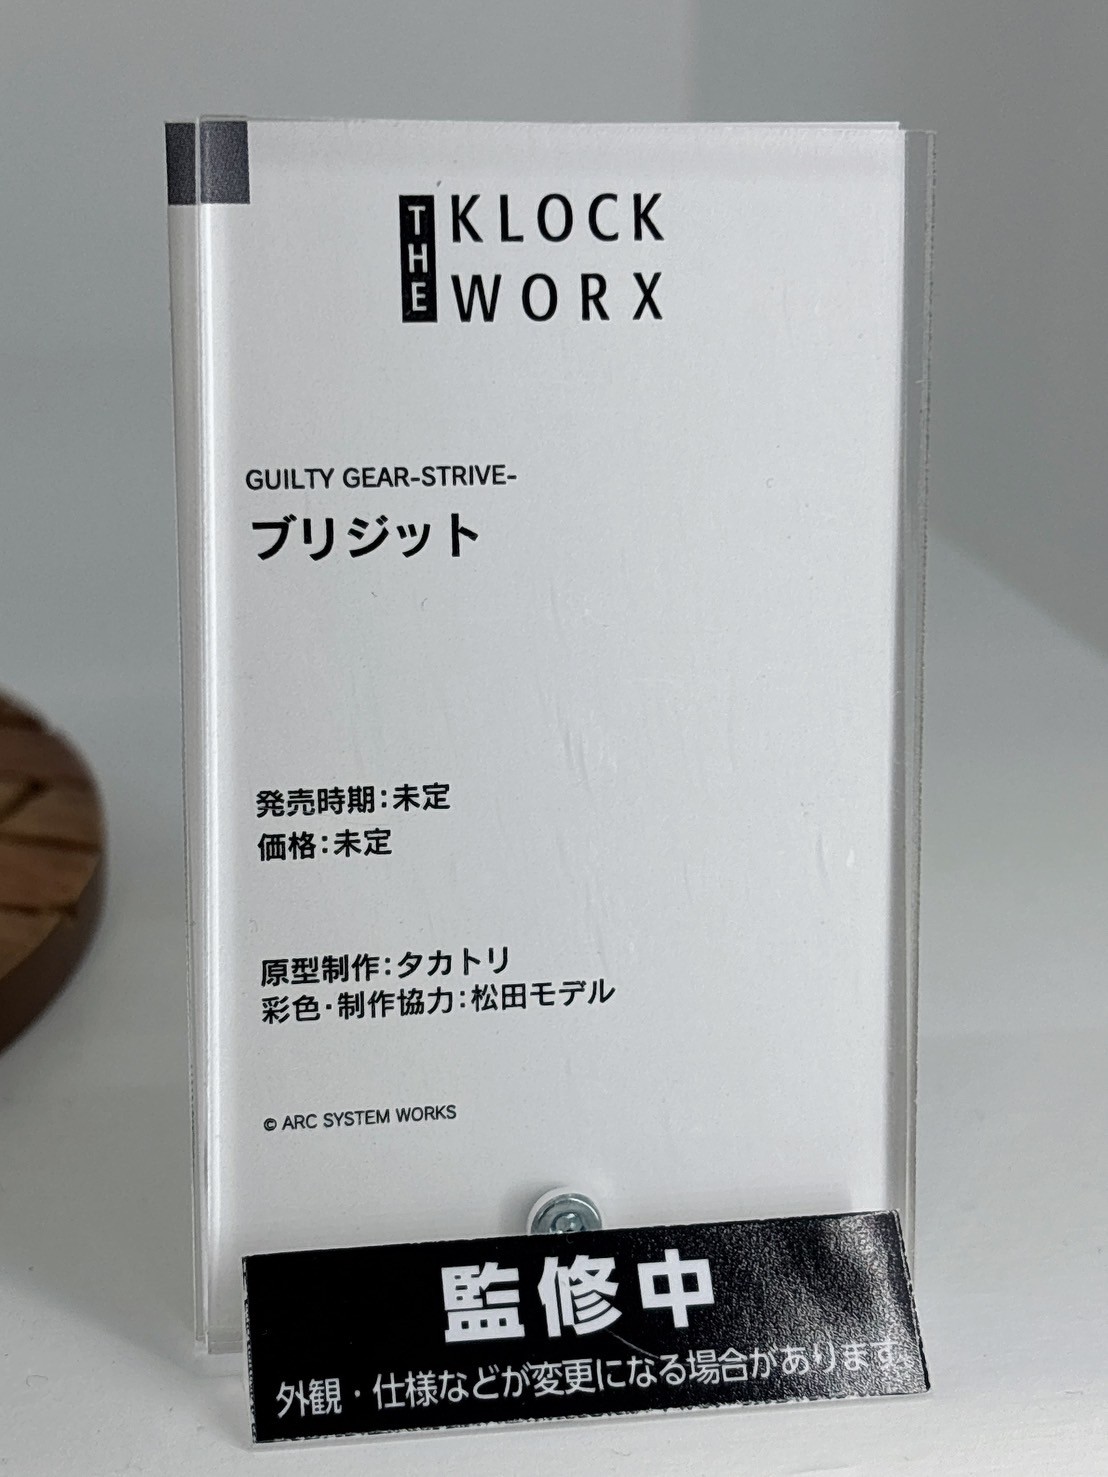 THE KLOCK
WORX
GUILTY GEAR-STRIVE-
ブリジット
発売時期：未定
価格：未定
原型制作：タカトリ
彩色・制作協力：松田モデル
© ARC SYSTEM WORKS
監修中
外観・仕様などが変更になる場合があります。